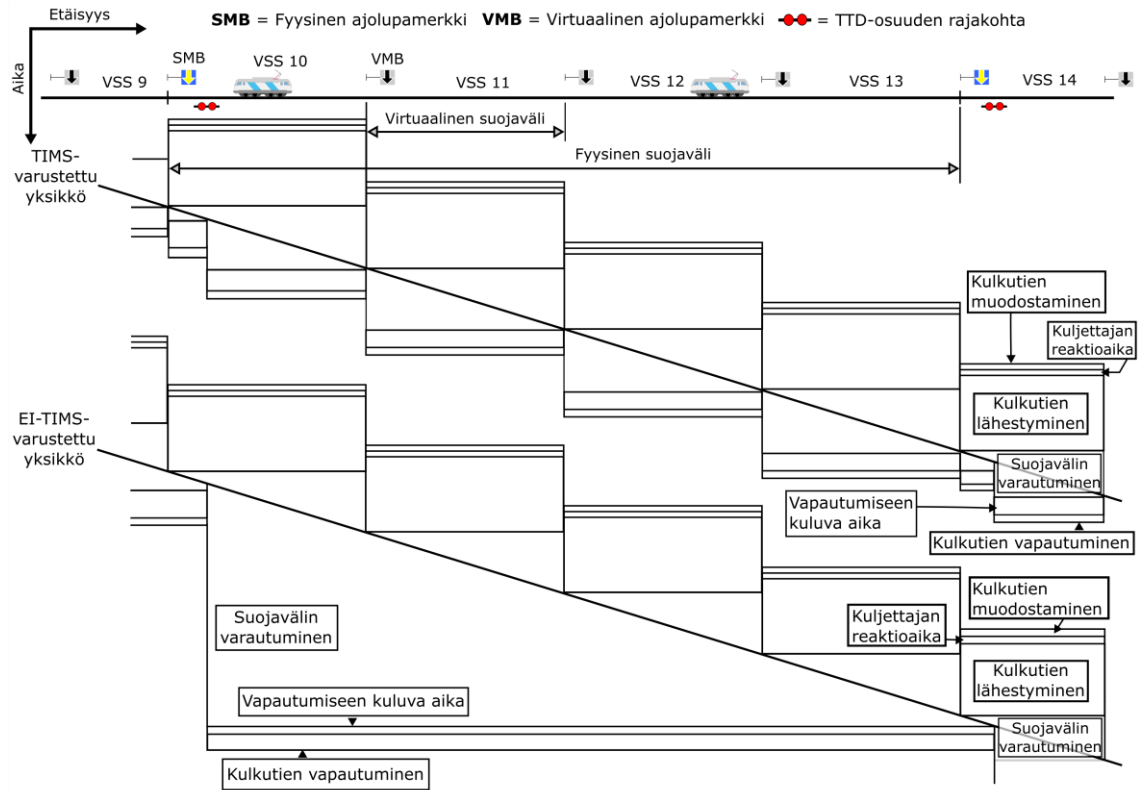 Etäisyys
SMB = Fyysinen ajolupamerkki VMB = Virtuaalinen ajolupamerkki = TTD-osuuden rajakohta
Aika
VSS 9
SMB
VSS 10
VMB
VSS 11
VSS 12
VSS 13
VSS 14
Virtuaalinen suojaväli
Fyysinen suojaväli
TIMS-
varustettu
yksikkö
Kulkutien
muodostaminen
Kuljettajan
reaktioaika
Kulkutien
lähestyminen
Suojavälin
varautuminen
Vapautumiseen
kuluva aika
Kulkutien vapautuminen
EI-TIMS-
varustettu
yksikkö
Kulkutien
muodostaminen
Kuljettajan
reaktioaika
Suojavälin
varautuminen
Kulkutien
lähestyminen
Vapautumiseen kuluva aika
Suojavälin
varautuminen
Kulkutien vapautuminen